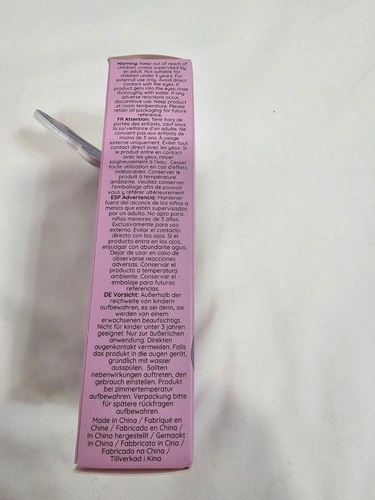 Warning: Keep out of reach of
children, unless supervised by
an adult. Not suitable for
children under 3 years. For
external use only. Avoid direct
contact with the eyes. If
product gets into the eyes rinse
thoroughly with water. If any
adverse reactions occur,
discontinue use. Keep product
at room temperature. Please
retain all packaging for future
reference.
FR Attention: Tenir hors de
portée des enfants, sauf sous
la surveillance d'un adulte. Ne
convient pas aux enfants de
moins de 3 ans. À usage
externe uniquement. Éviter tout
contact direct avec les yeux. Si
le produit entre en contact
avec les yeux, rincer
soigneusement à l'eau. Cesser
toute utilisation en cas d'effets
indésirables. Conserver le
produit à température
ambiante. Veuillez conserver
l'emballage afin de pouvoir
vous y référer ultérieurement.
ESP Advertencia: Mantener
fuera del alcance de los niños a
menos que estén supervisados
por un adulto. No apto para
niños menores de 3 años.
Exclusivamente para uso
externo. Evitar el contacto
directo con los ojos. Si el
producto entra en los ojos,
enjuagar con abundante agua.
Dejar de usar en caso de
observarse reacciones
adversas. Conservar el
producto a temperatura
ambiente. Conservar el
embalaje para futuras
referencias.
DE Vorsicht: Außerhalb der
reichweite von kindern
aufbewahren, es sei denn, sie
werden von einem
erwachsenen beaufsichtigt.
Nicht für kinder unter 3 jahren
geeignet. Nur zur äußerlichen
anwendung. Direkten
augenkontakt vermeiden. Falls
das produkt in die augen gerät,
gründlich mit wasser
ausspülen. Sollten
nebenwirkungen auftreten, den
gebrauch einstellen. Produkt
bei zimmertemperatur
aufbewahren. Verpackung bitte
für spätere rückfragen
aufbewahren.
Made in China / Fabriqué en
Chine / Fabricado en China /
In China hergestellt / Gemaakt
in China / Fabbricato in Cina /
Fabricado na China /
Tillverkad i Kina